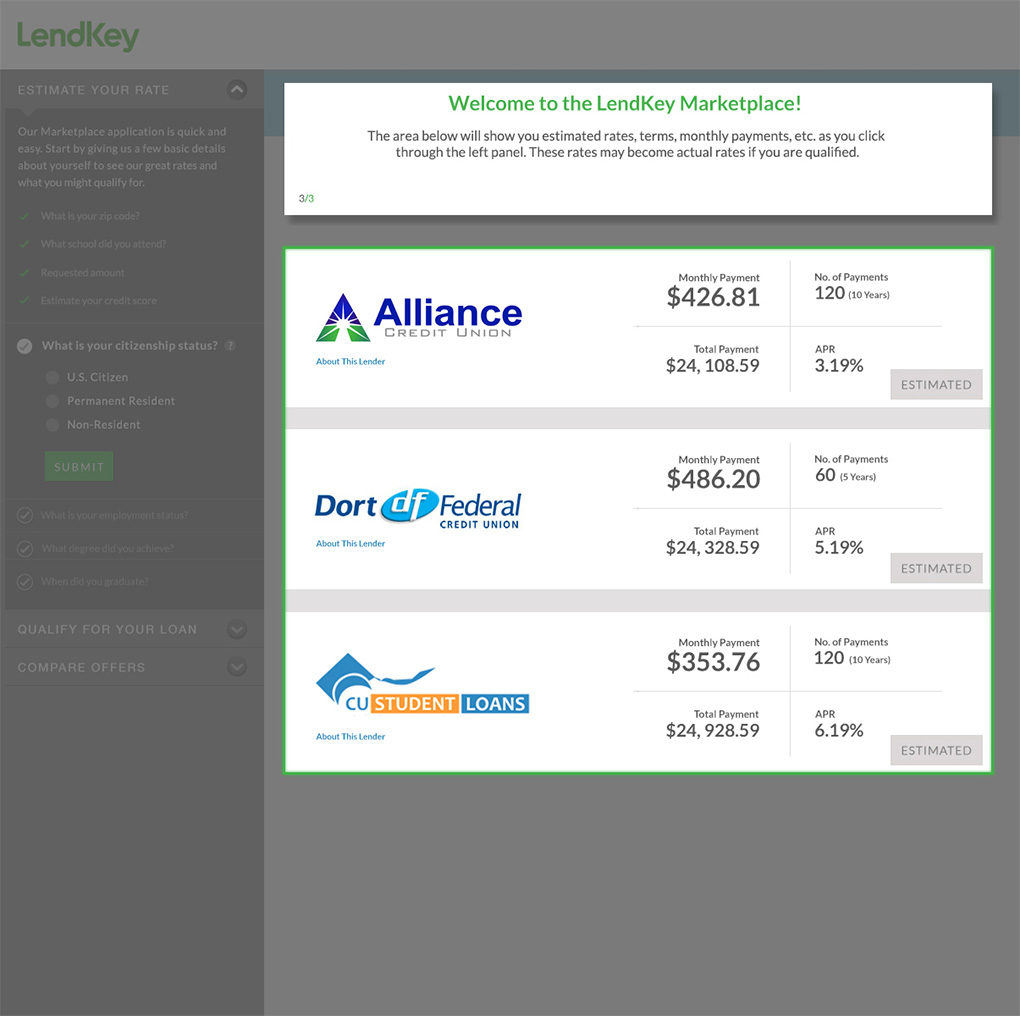 LendKey
ESTIMATE YOUR RATE
Our Marketplace application is quick and
easy. Start by giving us a few basic details
about yourself to see our great rates and
what you might qualify for.
What is your zip code?
What school did you attend?
Requested amount
Estimate your credit score
What is your citizenship status? ?
U.S. Citizen
Permanent Resident
Non-Resident
SUBMIT
What is your employment status?
What degree did you achieve?
When did you graduate?
QUALIFY FOR YOUR LOAN
COMPARE OFFERS
Welcome to the LendKey Marketplace!
The area below will show you estimated rates, terms, monthly payments, etc. as you click
through the left panel. These rates may become actual rates if you are qualified.
3/3
Alliance
CREDIT UNION
About This Lender
Monthly Payment
$426.81
No. of Payments
120 (10 Years)
Total Payment
$24, 108.59
APR
3.19%
ESTIMATED
Dort df Federal
CREDIT UNION
About This Lender
Monthly Payment
$486.20
No. of Payments
60 (5 Years)
Total Payment
$24, 328.59
APR
5.19%
ESTIMATED
CU STUDENT LOANS
About This Lender
Monthly Payment
$353.76
No. of Payments
120 (10 Years)
Total Payment
$24, 928.59
APR
6.19%
ESTIMATED